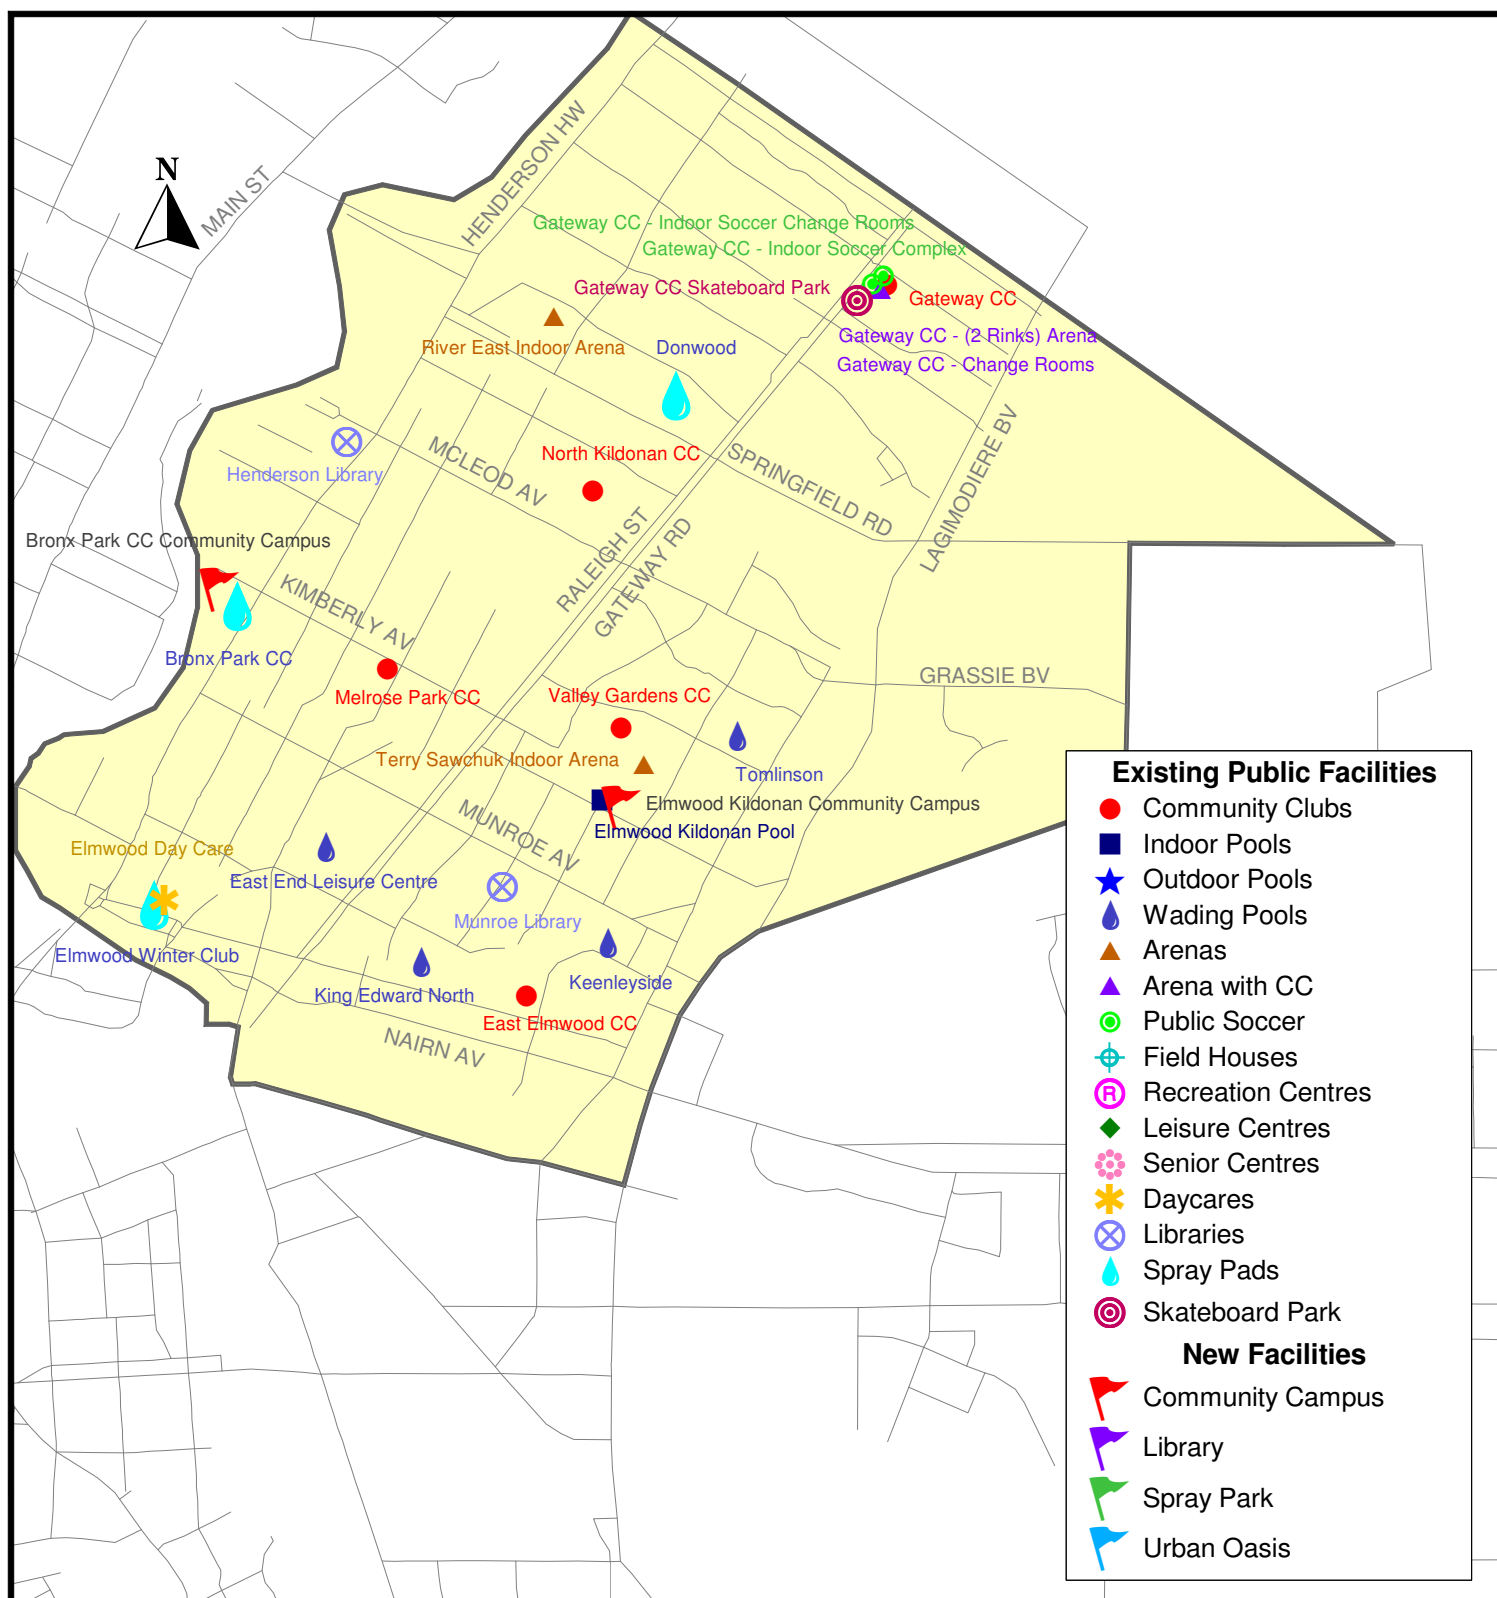 N
MAIN ST
HENDERSON HW
Gateway CC - Indoor Soccer Change Rooms
Gateway CC - Indoor Soccer Complex
Gateway CC Skateboard Park
Gateway CC
Gateway CC - (2 Rinks) Arena
Gateway CC - Change Rooms
River East Indoor Arena
Donwood
North Kildonan CC
MCLEOD AV
SPRINGFIELD RD
LAGIMODIERE BV
Henderson Library
RALEIGH ST
GATEWAY RD
Bronx Park CC Community Campus
KIMBERLY AV
Bronx Park CC
Melrose Park CC
Valley Gardens CC
GRASSIE BV
Terry Sawchuk Indoor Arena
Tomlinson
Elmwood Kildonan Community Campus
Elmwood Kildonan Pool
MUNROE AV
Elmwood Day Care
East End Leisure Centre
Munroe Library
Elmwood Winter Club
King Edward North
Keenleyside
East Elmwood CC
NAIRN AV
Existing Public Facilities
Community Clubs
Indoor Pools
Outdoor Pools
Wading Pools
Arenas
Arena with CC
Public Soccer
Field Houses
R Recreation Centres
Leisure Centres
Senior Centres
Daycares
Libraries
Spray Pads
Skateboard Park
New Facilities
Community Campus
Library
Spray Park
Urban Oasis